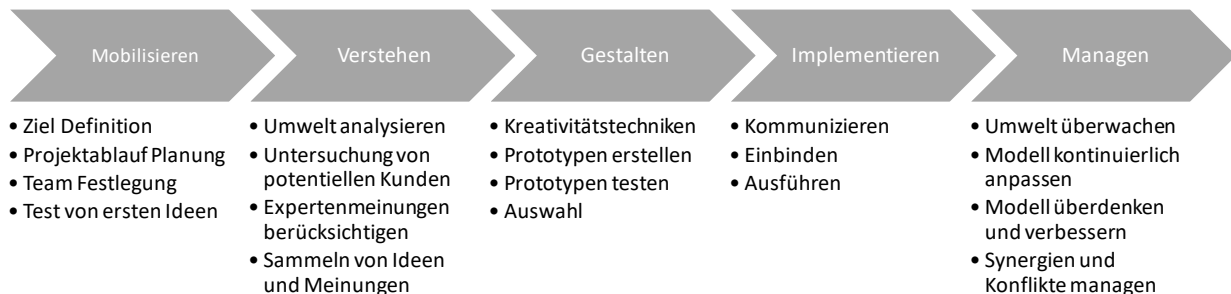 Mobilisieren
• Ziel Definition
• Projektablauf Planung
• Team Festlegung
• Test von ersten Ideen
Verstehen
• Umwelt analysieren
• Untersuchung von
potentiellen Kunden
• Expertenmeinungen
berücksichtigen
• Sammeln von Ideen
und Meinungen
Gestalten
• Kreativitätstechniken
• Prototypen erstellen
• Prototypen testen
• Auswahl
Implementieren
• Kommunizieren
• Einbinden
• Ausführen
Managen
• Umwelt überwachen
• Modell kontinuierlich
anpassen
• Modell überdenken
und verbessern
• Synergien und
Konflikte managen